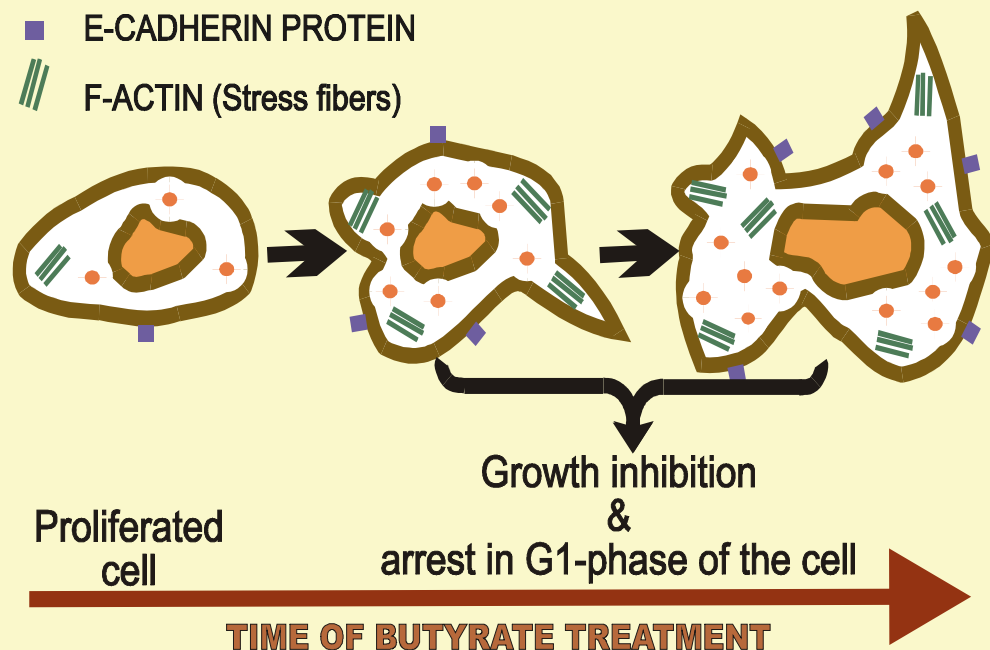 E-CADHERIN PROTEIN
F-ACTIN (Stress fibers)
Growth inhibition
&
arrest in G1-phase of the cell
Proliferated
cell
TIME OF BUTYRATE TREATMENT